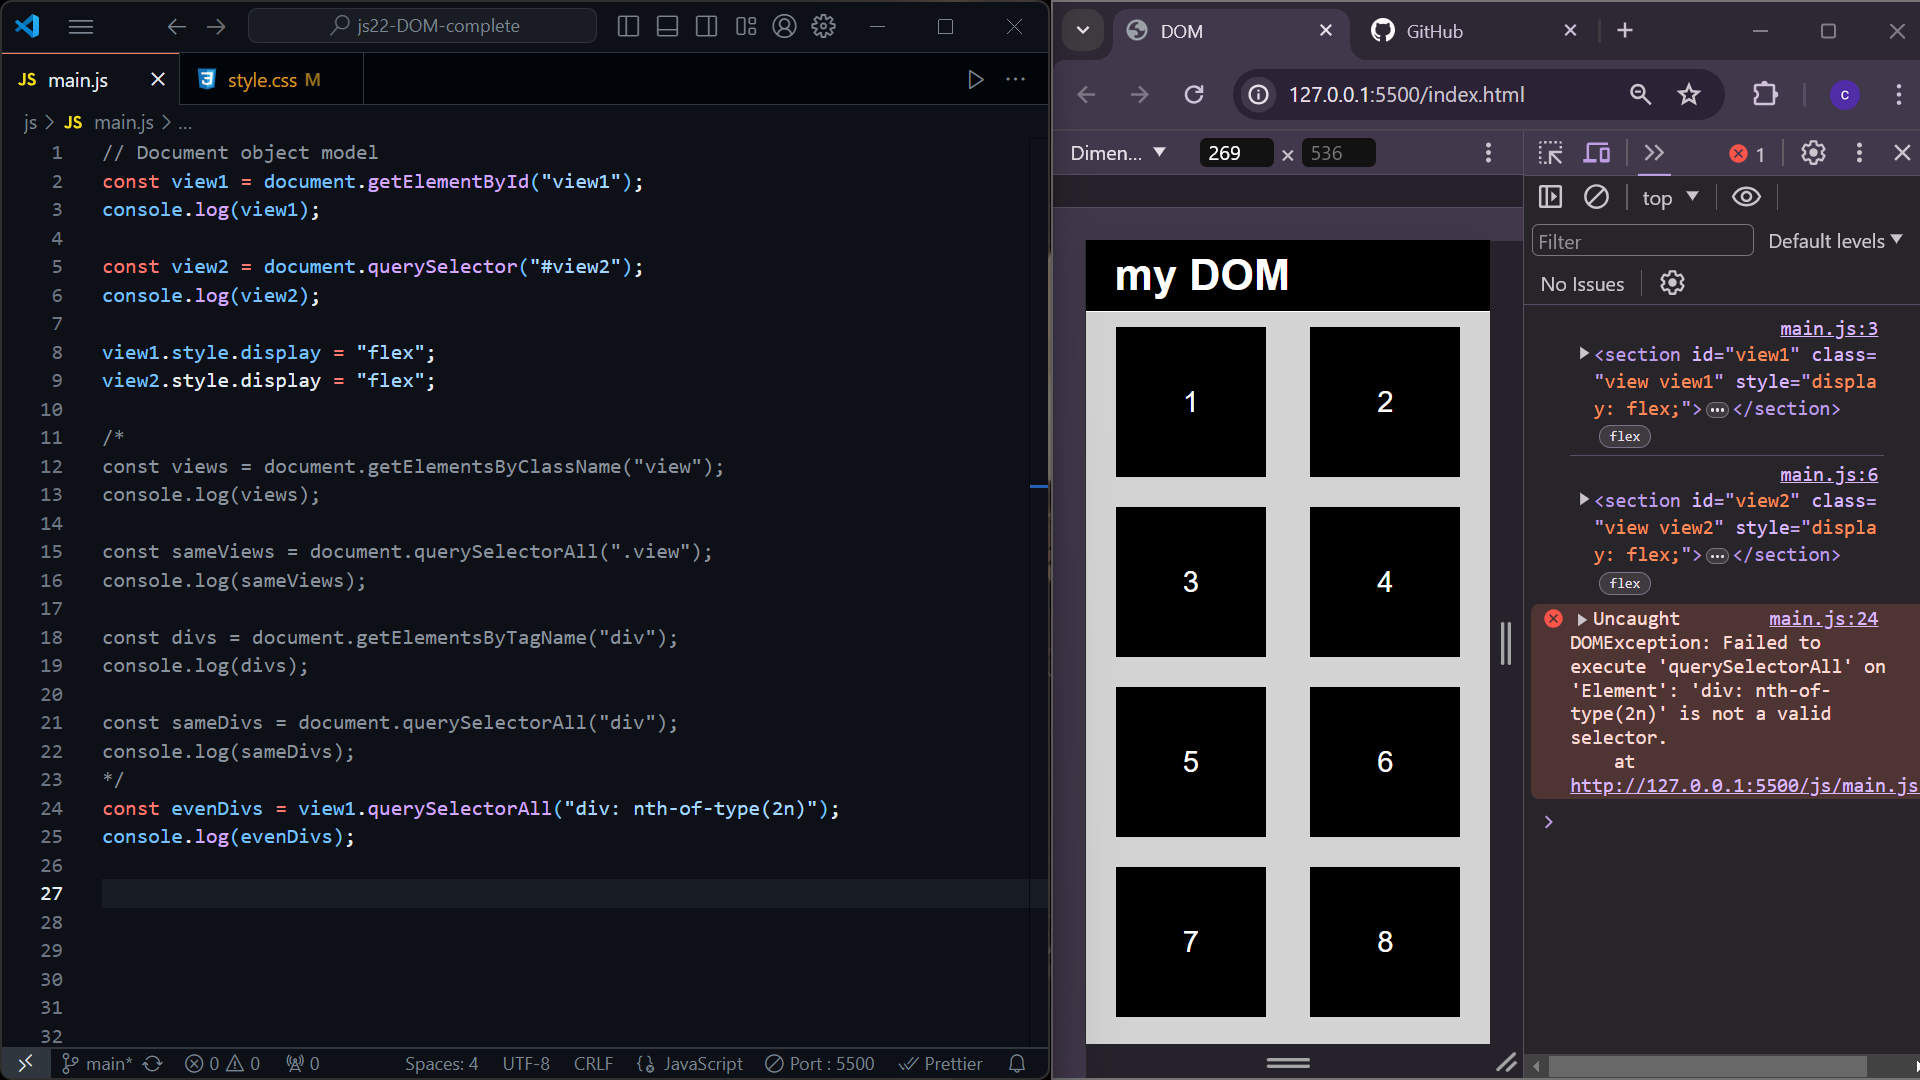 js22-DOM-complete
JS main.js
style.css M
js > JS main.js > ...
1 // Document object model
2 const view1 = document.getElementById("view1");
3 console.log(view1);
4
5 const view2 = document.querySelector("#view2");
6 console.log(view2);
7
8 view1.style.display = "flex";
9 view2.style.display = "flex";
10
11 /*
12 const views = document.getElementsByClassName("view");
13 console.log(views);
14
15 const sameViews = document.querySelectorAll(".view");
16 console.log(sameViews);
17
18 const divs = document.getElementsByTagName("div");
19 console.log(divs);
20
21 const sameDivs = document.querySelectorAll("div");
22 console.log(sameDivs);
23 */
24 const evenDivs = view1.querySelectorAll("div: nth-of-type(2n)");
25 console.log(evenDivs);
26
27
28
29
30
31
32
main* 0 0 0 Spaces: 4 UTF-8 CRLF JavaScript Port : 5500 Prettier
DOM
GitHub
127.0.0.1:5500/index.html
C
Dimen... 269 × 536
my DOM
1 2
3 4
5 6
7 8
1
top
Filter
Default levels
No Issues
main.js:3
<section id="view1" class=
"view view1" style="displa
y: flex;">…</section>
flex
main.js:6
<section id="view2" class=
"view view2" style="displa
y: flex;">…</section>
flex
Uncaught main.js:24
DOMException: Failed to
execute 'querySelectorAll' on
'Element': 'div: nth-of-
type(2n)' is not a valid
selector.
at
http://127.0.0.1:5500/js/main.js